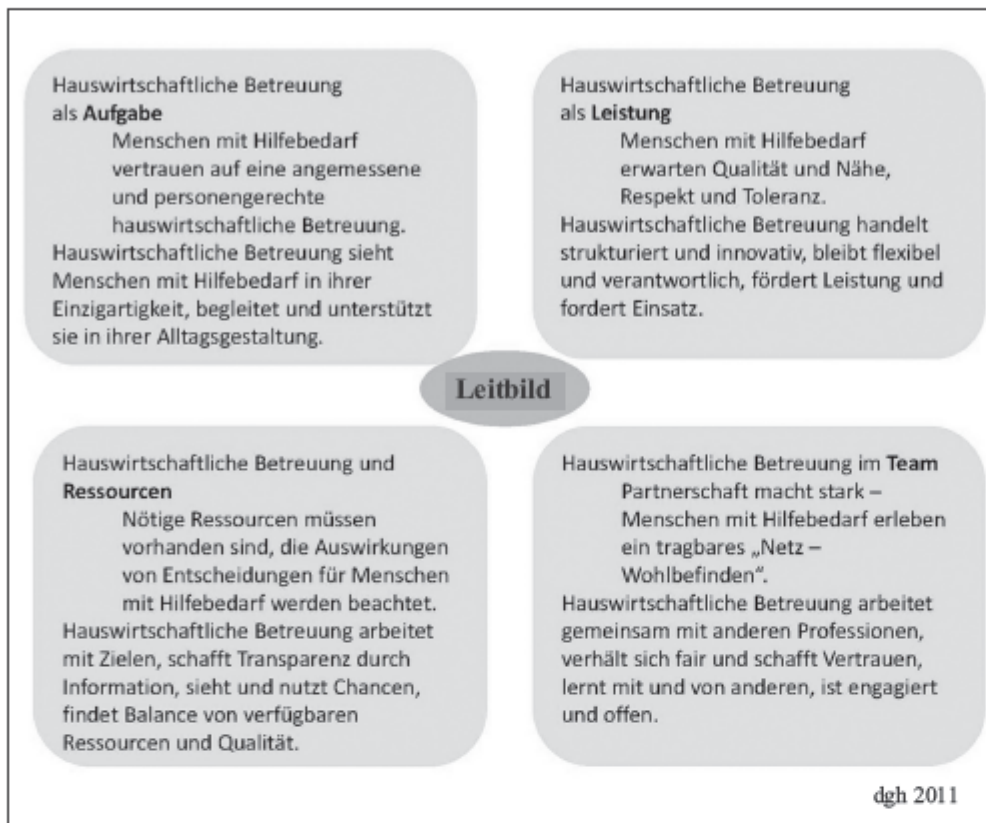 Hauswirtschaftliche Betreuung
als Aufgabe
Menschen mit Hilfebedarf
vertrauen auf eine angemessene
und personengerechte
hauswirtschaftliche Betreuung.
Hauswirtschaftliche Betreuung sieht
Menschen mit Hilfebedarf in ihrer
Einzigartigkeit, begleitet und unterstützt
sie in ihrer Alltagsgestaltung.
Hauswirtschaftliche Betreuung
als Leistung
Menschen mit Hilfebedarf
erwarten Qualität und Nähe,
Respekt und Toleranz.
Hauswirtschaftliche Betreuung handelt
strukturiert und innovativ, bleibt flexibel
und verantwortlich, fördert Leistung und
fordert Einsatz.
Leitbild
Hauswirtschaftliche Betreuung und
Ressourcen
Nötige Ressourcen müssen
vorhanden sind, die Auswirkungen
von Entscheidungen für Menschen
mit Hilfebedarf werden beachtet.
Hauswirtschaftliche Betreuung arbeitet
mit Zielen, schafft Transparenz durch
Information, sieht und nutzt Chancen,
findet Balance von verfügbaren
Ressourcen und Qualität.
Hauswirtschaftliche Betreuung im Team
Partnerschaft macht stark –
Menschen mit Hilfebedarf erleben
ein tragbares „Netz –
Wohlbefinden“.
Hauswirtschaftliche Betreuung arbeitet
gemeinsam mit anderen Professionen,
verhält sich fair und schafft Vertrauen,
lernt mit und von anderen, ist engagiert
und offen.
dgh 2011